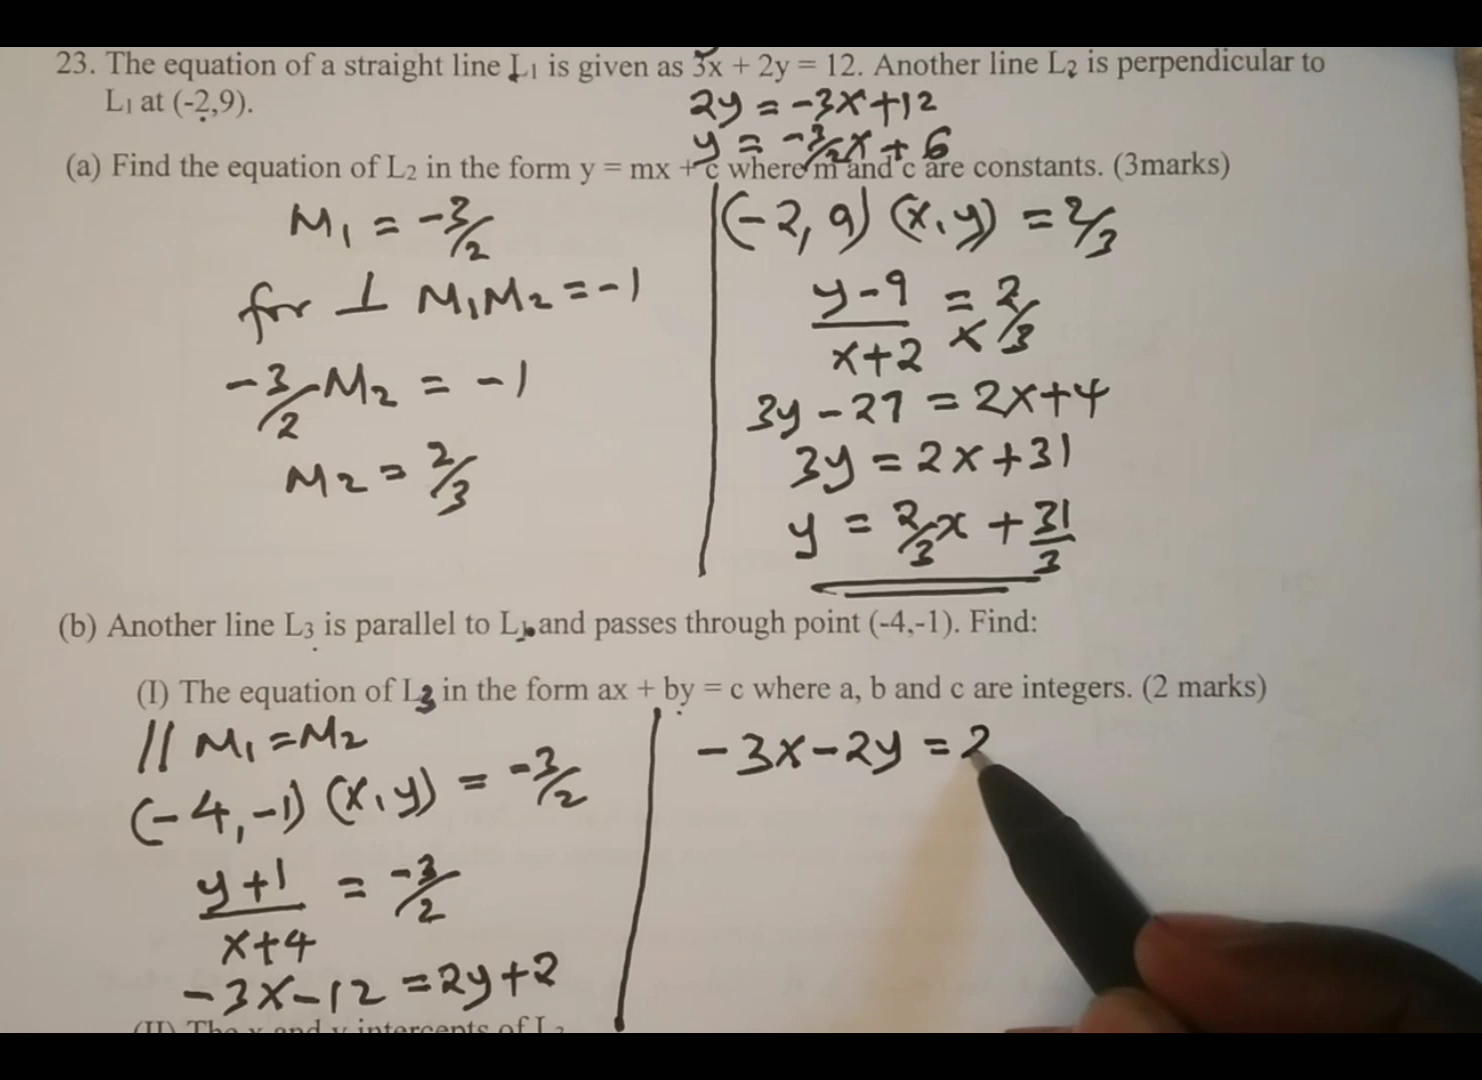 23. The equation of a straight line L₁ is given as 3x + 2y = 12. Another line L₂ is perpendicular to
L₁ at (-2,9).
2y = -3x+12
y = -3/2x + 6
(a) Find the equation of L₂ in the form y = mx + c where m and c are constants. (3marks)
M₁ = -3/2
for ⊥ M₁M₂ = -1
-3/2 M₂ = -1
M₂ = 2/3
(-2, 9) (x, y) = 2/3
y-9/x+2 = 2/3
3y - 27 = 2x+4
3y = 2x+31
y = 2/3x + 31/3
(b) Another line L₃ is parallel to L₁ and passes through point (-4,-1). Find:
(I) The equation of L₃ in the form ax + by = c where a, b and c are integers. (2 marks)
// M₁ = M₂
(-4, -1) (x, y) = -3/2
y+1/x+4 = -3/2
-3x-12 = 2y+2
-3x-2y = 2
(II) The x and y intercepts of L₃